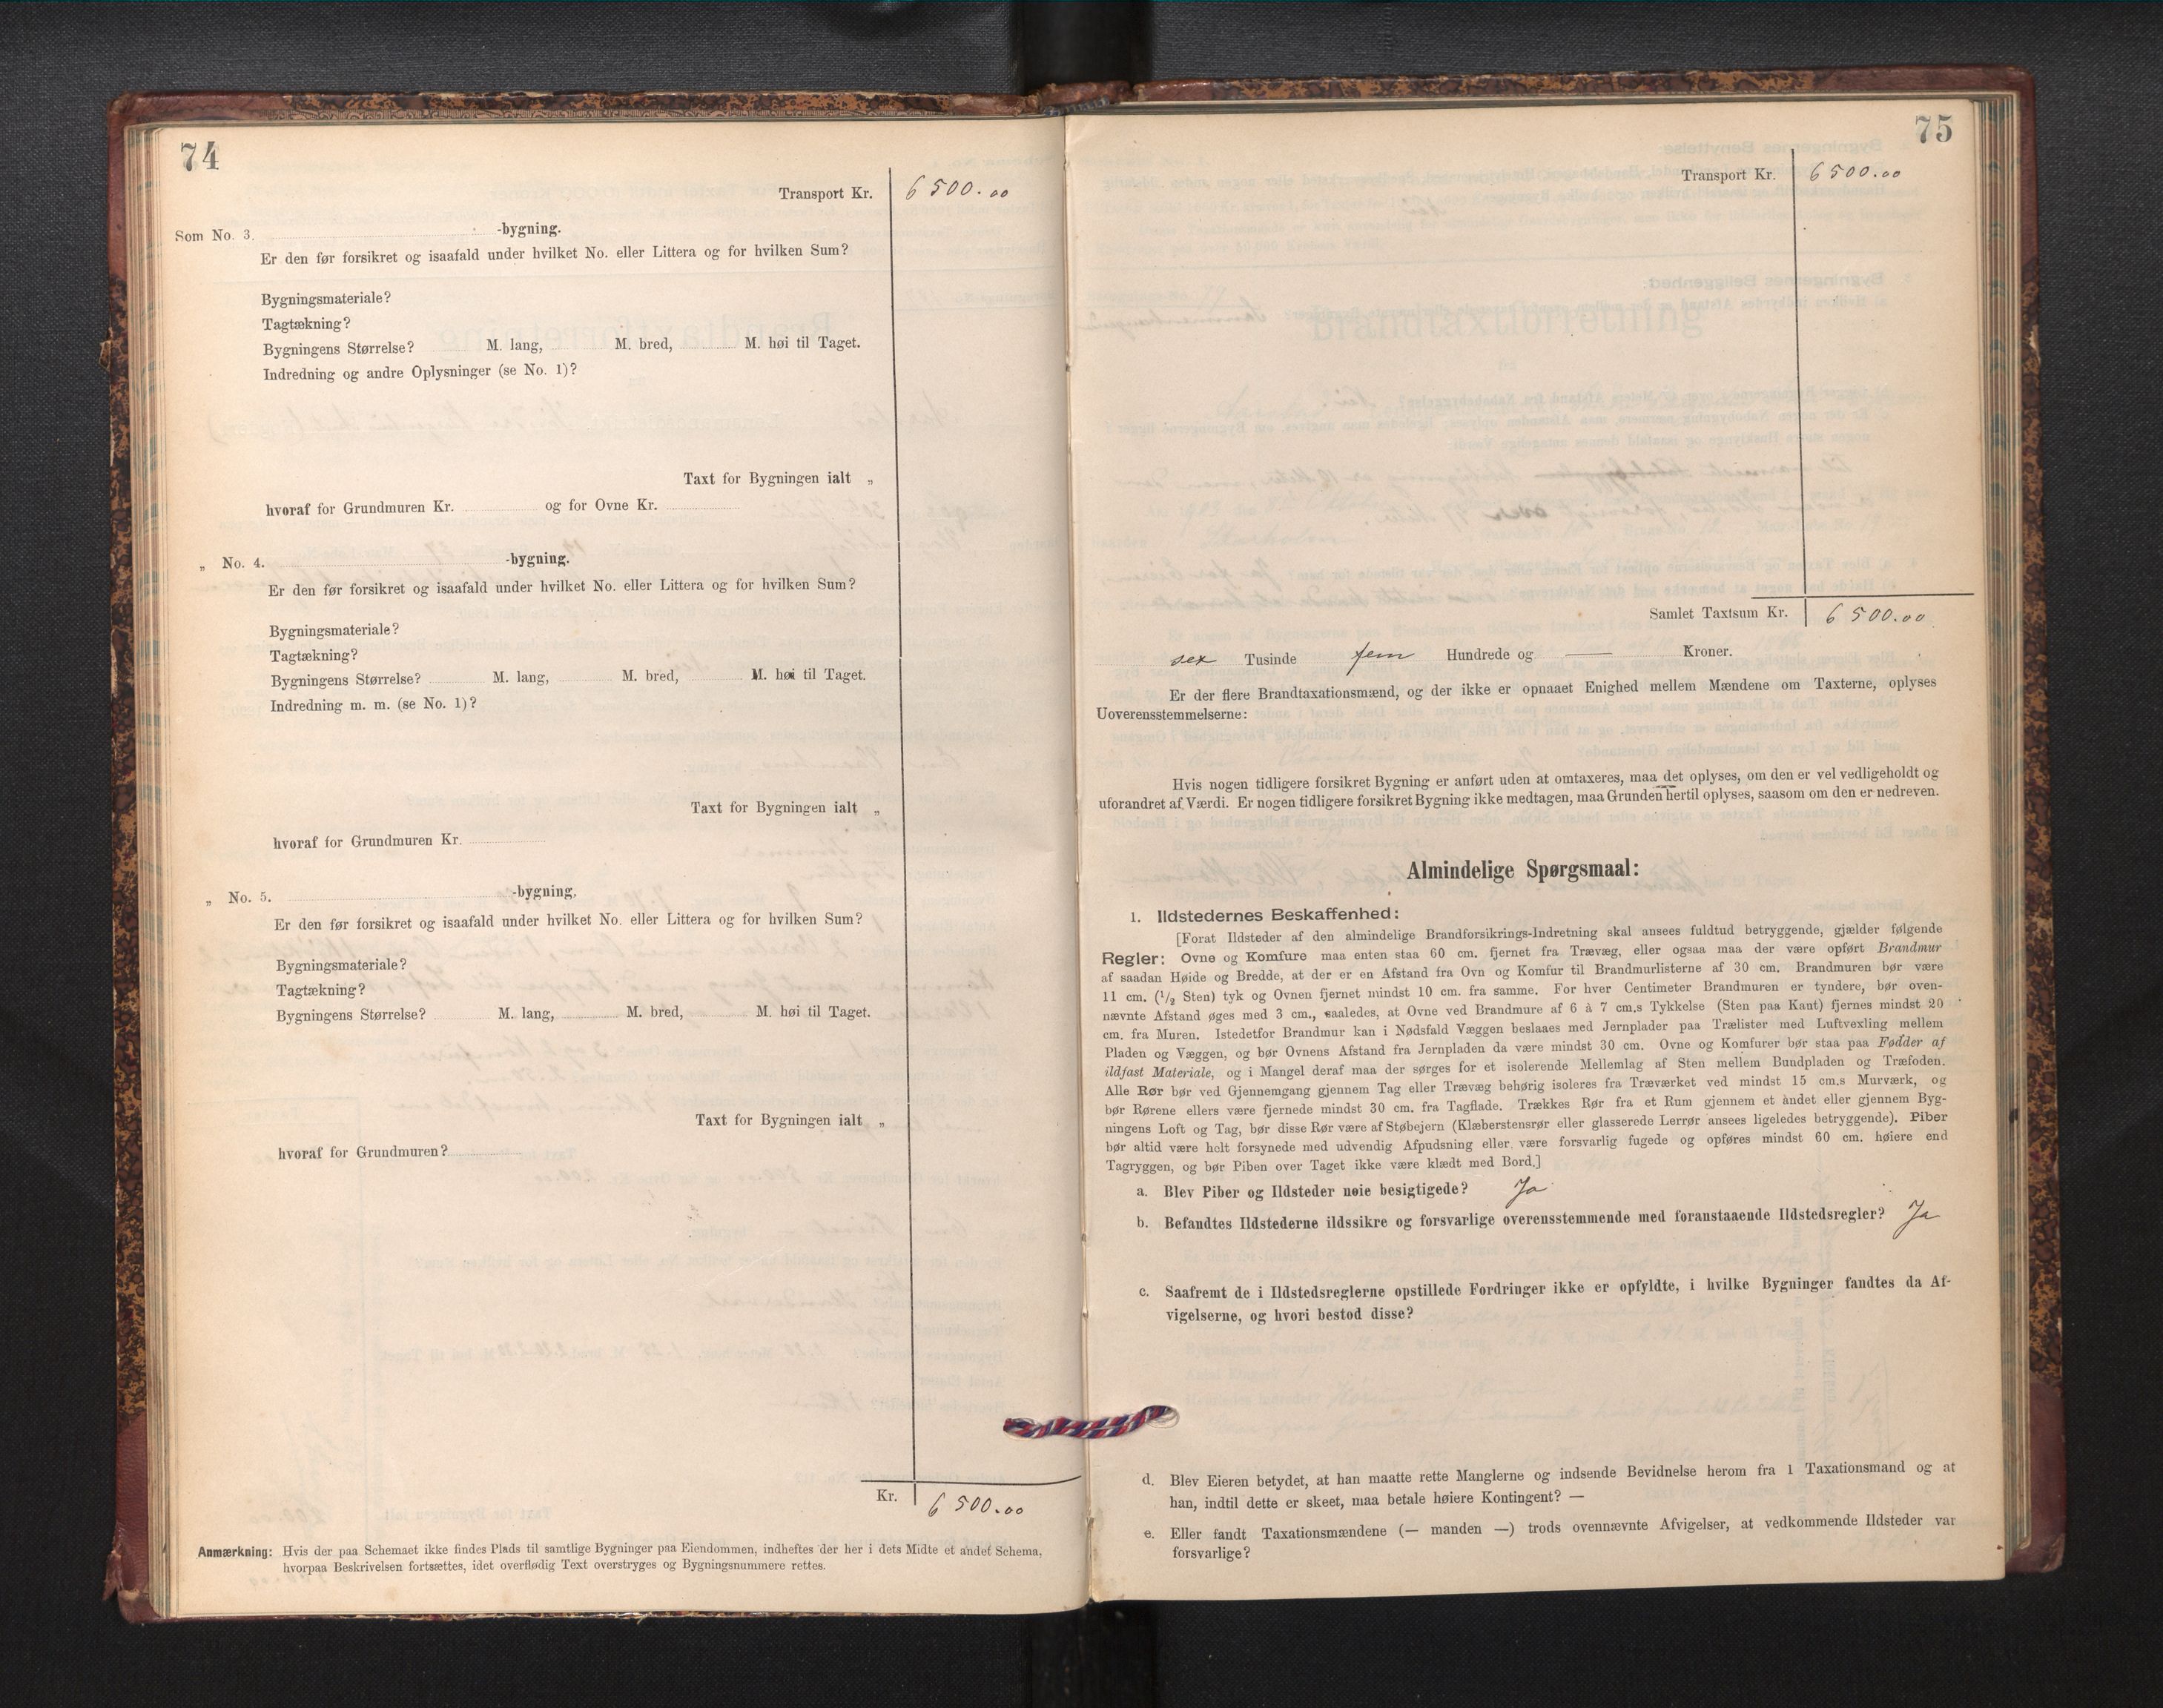 74
Transport Kr. 6500.00
Som No. 3. -bygning.
Er den før forsikret og isaafald under hvilket No. eller Littera og for hvilken Sum?
Bygningsmateriale?
Tagtækning?
Bygningens Størrelse? M. lang, M. bred, M. høi til Taget.
Indredning og andre Oplysninger (se No. 1)?
Taxt for Bygningen ialt „
hvoraf for Grundmuren Kr. og for Ovne Kr.
„ No. 4. -bygning.
Er den før forsikret og isaafald under hvilket No. eller Littera og for hvilken Sum?
Bygningsmateriale?
Tagtækning?
Bygningens Størrelse? M. lang, M. bred, M. høi til Taget.
Indredning m. m. (se No. 1)?
Taxt for Bygningen ialt „
hvoraf for Grundmuren Kr.
„ No. 5. -bygning.
Er den før forsikret og isaafald under hvilket No. eller Littera og for hvilken Sum?
Bygningsmateriale?
Tagtækning?
Bygningens Størrelse? M. lang, M. bred, M. høi til Taget.
Taxt for Bygningen ialt „
hvoraf for Grundmuren?
Kr. 6500.00
Anmærkning: Hvis der paa Schemaet ikke findes Plads til samtlige Bygninger paa Eiendommen, indheftes der her i dets Midte et andet Schema,
hvorpaa Beskrivelsen fortsættes, idet overflødig Text overstryges og Bygningsnummere rettes.
75
Transport Kr. 6500.00
Samlet Taxtsum Kr. 6500.00
sex Tusinde fem Hundrede og — Kroner.
Er der flere Brandtaxationsmænd, og der ikke er opnaaet Enighed mellem Mændene om Taxterne, oplyses
Uoverensstemmelserne:
Hvis nogen tidligere forsikret Bygning er anført uden at omtaxeres, maa det oplyses, om den er vel vedligeholdt og
uforandret af Værdi. Er nogen tidligere forsikret Bygning ikke medtagen, maa Grunden hertil oplyses, saasom om den er nedreven.
Almindelige Spørgsmaal:
1. Ildstedernes Beskaffenhed:
[Forat Ildsteder af den almindelige Brandforsikrings-Indretning skal ansees fuldtud betryggende, gjælder følgende
Regler: Ovne og Komfure maa enten staa 60 cm. fjernet fra Trævæg, eller ogsaa maa der være opført Brandmur
af saadan Høide og Bredde, at der er en Afstand fra Ovn og Komfur til Brandmurlisterne af 30 cm. Brandmuren bør være
11 cm. (1/2 Sten) tyk og Ovnen fjernet mindst 10 cm. fra samme. For hver Centimeter Brandmuren er tyndere, bør oven-
nævnte Afstand øges med 3 cm., saaledes, at Ovne ved Brandmure af 6 à 7 cm.s Tykkelse (Sten paa Kant) fjernes mindst 20
cm. fra Muren. Istedetfor Brandmur kan i Nødsfald Væggen beslaaes med Jernplader paa Trælister med Luftvexling mellem
Pladen og Væggen, og bør Ovnens Afstand fra Jernpladen da være mindst 30 cm. Ovne og Komfurer bør staa paa Fødder af
ildfast Materiale, og i Mangel deraf maa der sørges for et isolerende Mellemlag af Sten mellem Bundpladen og Træfoden.
Alle Rør bør ved Gjennemgang gjennem Tag eller Trævæg behørig isoleres fra Træværket ved mindst 15 cm.s Murværk, og
bør Rørene ellers være fjernede mindst 30 cm. fra Tagflade. Trækkes Rør fra et Rum gjennem et andet eller gjennem Byg-
ningens Loft og Tag, bør disse Rør være af Støbejern (Klæberstensrør eller glasserede Lerrør ansees ligeledes betryggende). Piber
bør altid være helt forsynede med udvendig Afpudsning eller være forsvarlig fugede og opføres mindst 60 cm. høiere end
Tagryggen, og bør Piben over Taget ikke være klædt med Bord.]
a. Blev Piber og Ildsteder nøie besigtigede? Ja
b. Befandtes Ildstederne ildssikre og forsvarlige overensstemmende med foranstaaende Ildstedsregler? Ja
c. Saafremt de i Ildstedsreglerne opstillede Fordringer ikke er opfyldte, i hvilke Bygninger fandtes da Af-
vigelserne, og hvori bestod disse?
d. Blev Eieren betydet, at han maatte rette Manglerne og indsende Bevidnelse herom fra 1 Taxationsmand og at
han, indtil dette er skeet, maa betale høiere Kontingent? —
e. Eller fandt Taxationsmændene (— manden —) trods ovennævnte Afvigelser, at vedkommende Ildsteder var
forsvarlige?